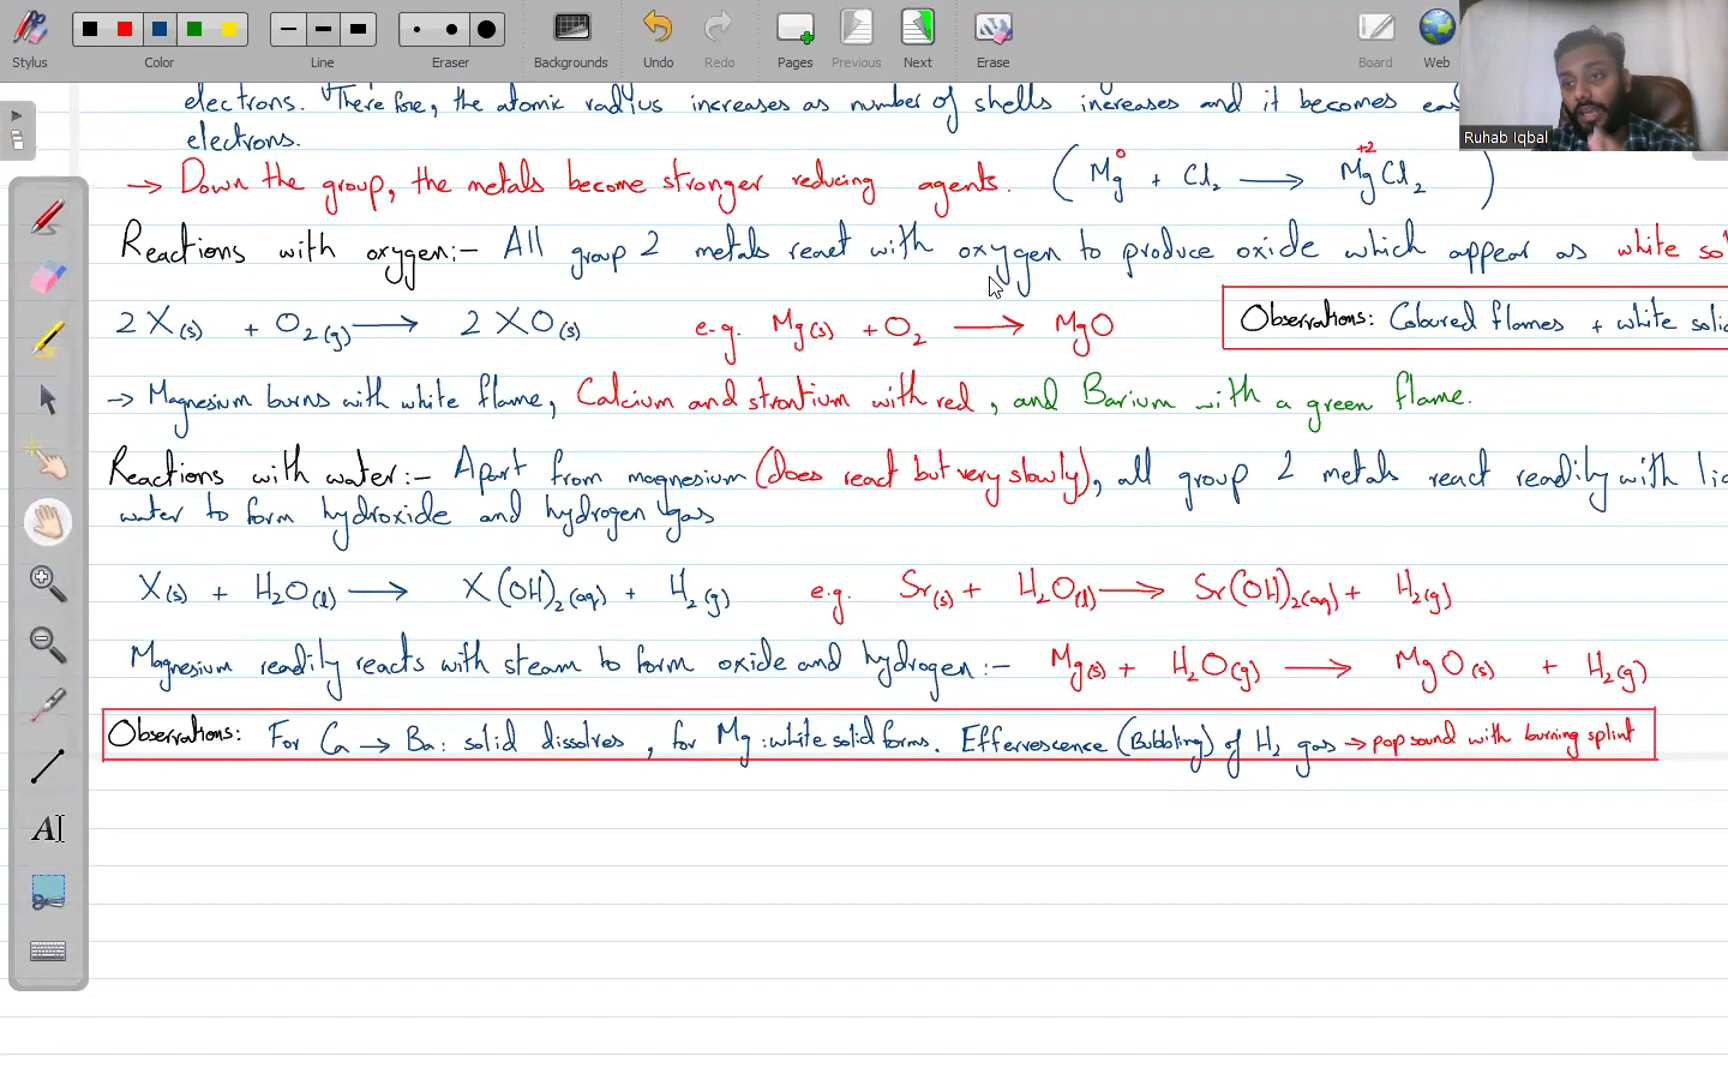 Stylus Color Line Eraser Backgrounds Undo Redo Pages Previous Next Erase Board Web
Ruhab Iqbal
electrons. Therefore, the atomic radius increases as number of shells increases and it becomes
electrons.
→ Down the group, the metals become stronger reducing agents. (Mg⁰ + Cl₂ → Mg⁺²Cl₂)
Reactions with oxygen:- All group 2 metals react with oxygen to produce oxide which appear as white
2X(s) + O₂(g) → 2XO(s) e.g. Mg(s) + O₂ → MgO Observations: Coloured flames + white
→ Magnesium burns with white flame, Calcium and strontium with red, and Barium with a green flame.
Reactions with water:- Apart from magnesium (does react but very slowly), all group 2 metals react readily with
water to form hydroxide and hydrogen gas
X(s) + H₂O(l) → X(OH)₂(aq) + H₂(g) e.g. Sr(s) + H₂O(l) → Sr(OH)₂(aq) + H₂(g)
Magnesium readily reacts with steam to form oxide and hydrogen:- Mg(s) + H₂O(g) → MgO(s) + H₂(g)
Observations: For Ca → Ba: solid dissolves, for Mg: white solid forms. Effervescence (Bubbling) of H₂ gas → pop sound with burning splint